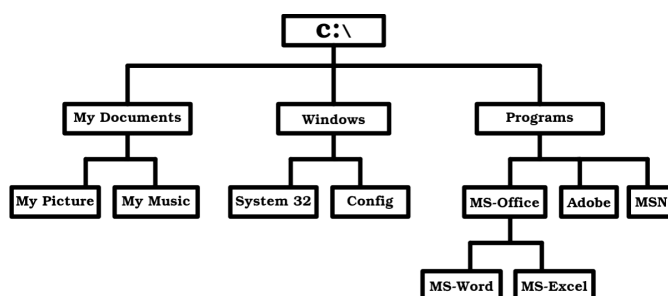 c:\
My Documents
Windows
Programs
My Picture
My Music
System 32
Config
MS-Office
Adobe
MSN
MS-Word
MS-Excel